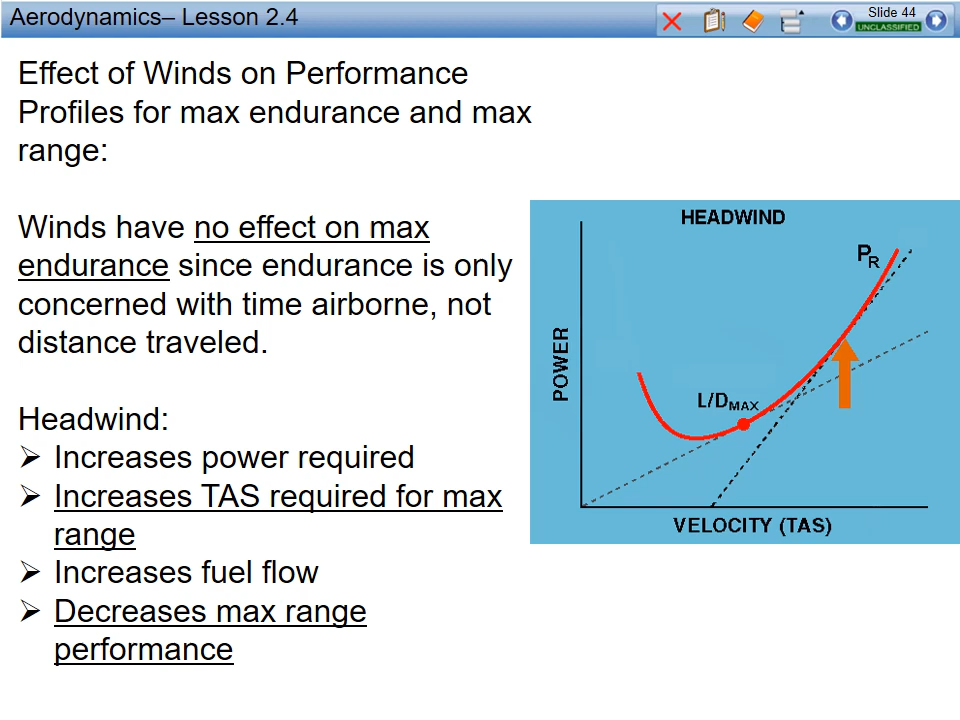 Aerodynamics– Lesson 2.4
Slide 44
UNCLASSIFIED
Effect of Winds on Performance
Profiles for max endurance and max
range:
Winds have no effect on max
endurance since endurance is only
concerned with time airborne, not
distance traveled.
Headwind:
➢ Increases power required
➢ Increases TAS required for max
range
➢ Increases fuel flow
➢ Decreases max range
performance
HEADWIND
PR
POWER
L/DMAX
VELOCITY (TAS)